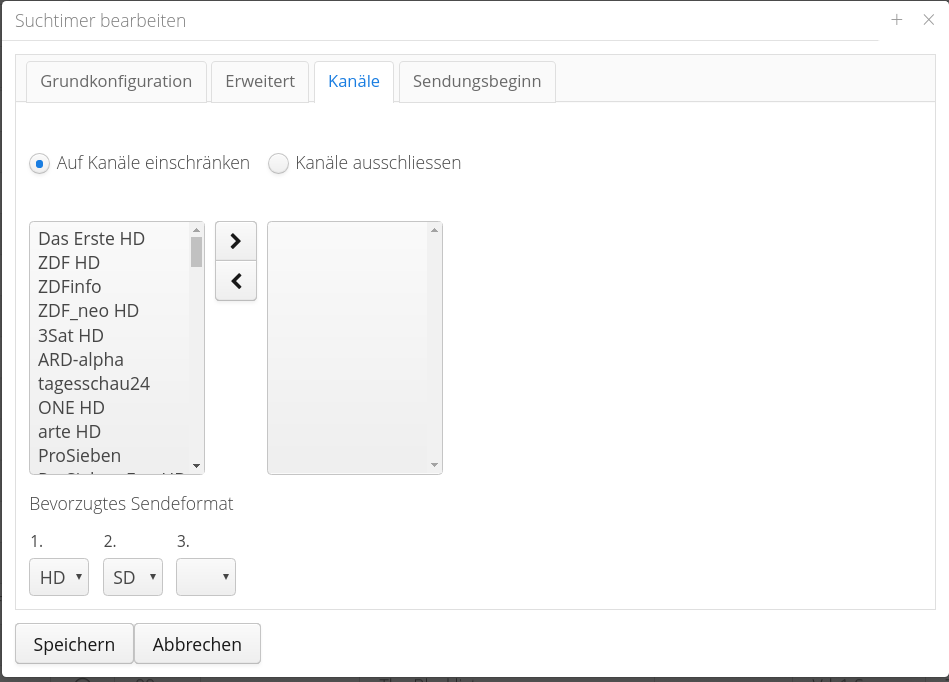 Suchtimer bearbeiten
Grundkonfiguration Erweitert Kanäle Sendungsbeginn
Auf Kanäle einschränken Kanäle ausschliessen
Das Erste HD
ZDF HD
ZDFinfo
ZDF_neo HD
3Sat HD
ARD-alpha
tagesschau24
ONE HD
arte HD
ProSieben
Bevorzugtes Sendeformat
1. 2. 3.
HD SD
Speichern Abbrechen